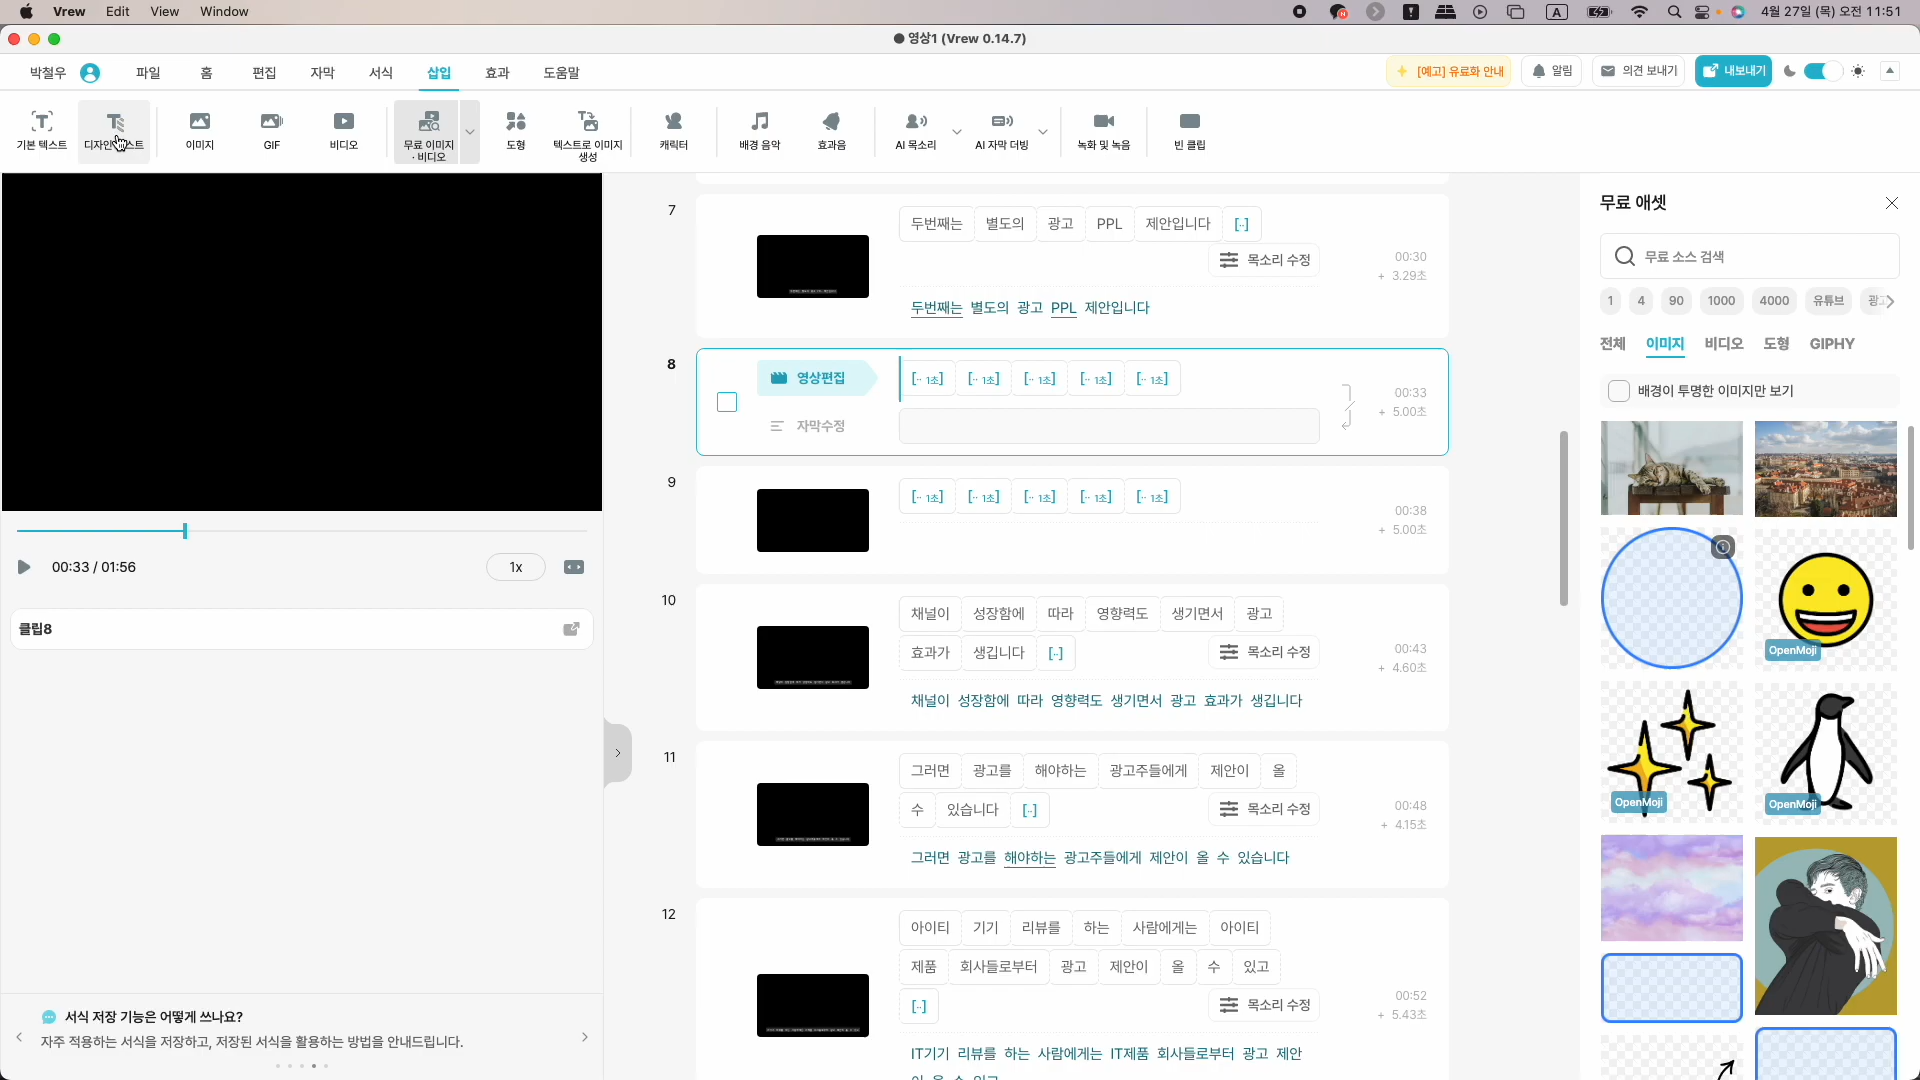 Vrew Edit View Window
A 4월 27일 (목) 오전 11:51
영상1 (Vrew 0.14.7)
박철우 파일 홈 편집 자막 서식 삽입 효과 도움말
[예고] 유료화 안내 알림 의견 보내기 내보내기
기본 텍스트
이미지
GIF
비디오
무료 이미지
· 비디오
도형
텍스트로 이미지
생성
캐릭터
배경 음악
효과음
AI 목소리
AI 자막 더빙
녹화 및 녹음
빈 클립
00:33 / 01:56
1x
클립8
서식 저장 기능은 어떻게 쓰나요?
자주 적용하는 서식을 저장하고, 저장된 서식을 활용하는 방법을 안내드립니다.
7
두번째는 별도의 광고 PPL 제안입니다 [··]
목소리 수정
00:30
+ 3.29초
두번째는 별도의 광고 PPL 제안입니다
8
영상편집
[·· 1초] [·· 1초] [·· 1초] [·· 1초] [·· 1초]
자막수정
00:33
+ 5.00초
9
[·· 1초] [·· 1초] [·· 1초] [·· 1초] [·· 1초]
00:38
+ 5.00초
10
채널이 성장함에 따라 영향력도 생기면서 광고
효과가 생깁니다 [··]
목소리 수정
00:43
+ 4.60초
채널이 성장함에 따라 영향력도 생기면서 광고 효과가 생깁니다
11
그러면 광고를 해야하는 광고주들에게 제안이 올
수 있습니다 [··]
목소리 수정
00:48
+ 4.15초
그러면 광고를 해야하는 광고주들에게 제안이 올 수 있습니다
12
아이티 기기 리뷰를 하는 사람에게는 아이티
제품 회사들로부터 광고 제안이 올 수 있고
[··]
목소리 수정
00:52
+ 5.43초
IT기기 리뷰를 하는 사람에게는 IT제품 회사들로부터 광고 제안
무료 애셋
무료 소스 검색
1 4 90 1000 4000 유튜브
전체 이미지 비디오 도형 GIPHY
배경이 투명한 이미지만 보기
OpenMoji
OpenMoji
OpenMoji